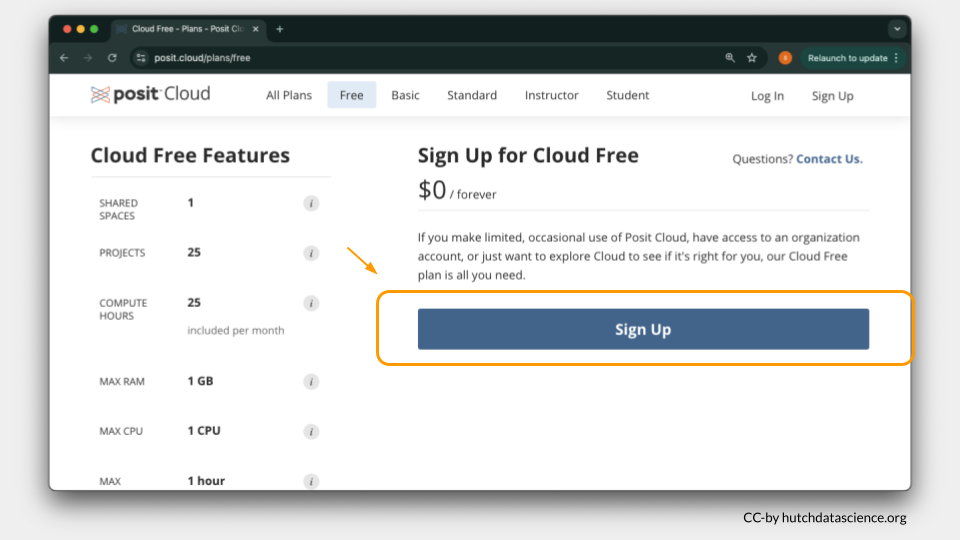 Cloud Free – Plans – Posit Clo
posit.cloud/plans/free
S
Relaunch to update
posit Cloud
All Plans
Free
Basic
Standard
Instructor
Student
Log In
Sign Up
Cloud Free Features
SHARED
SPACES
1
i
PROJECTS
25
i
COMPUTE
HOURS
25
i
included per month
MAX RAM
1 GB
i
MAX CPU
1 CPU
i
MAX
1 hour
i
Sign Up for Cloud Free
Questions? Contact Us.
$0 / forever
If you make limited, occasional use of Posit Cloud, have access to an organization
account, or just want to explore Cloud to see if it's right for you, our Cloud Free
plan is all you need.
Sign Up
CC-by hutchdatascience.org